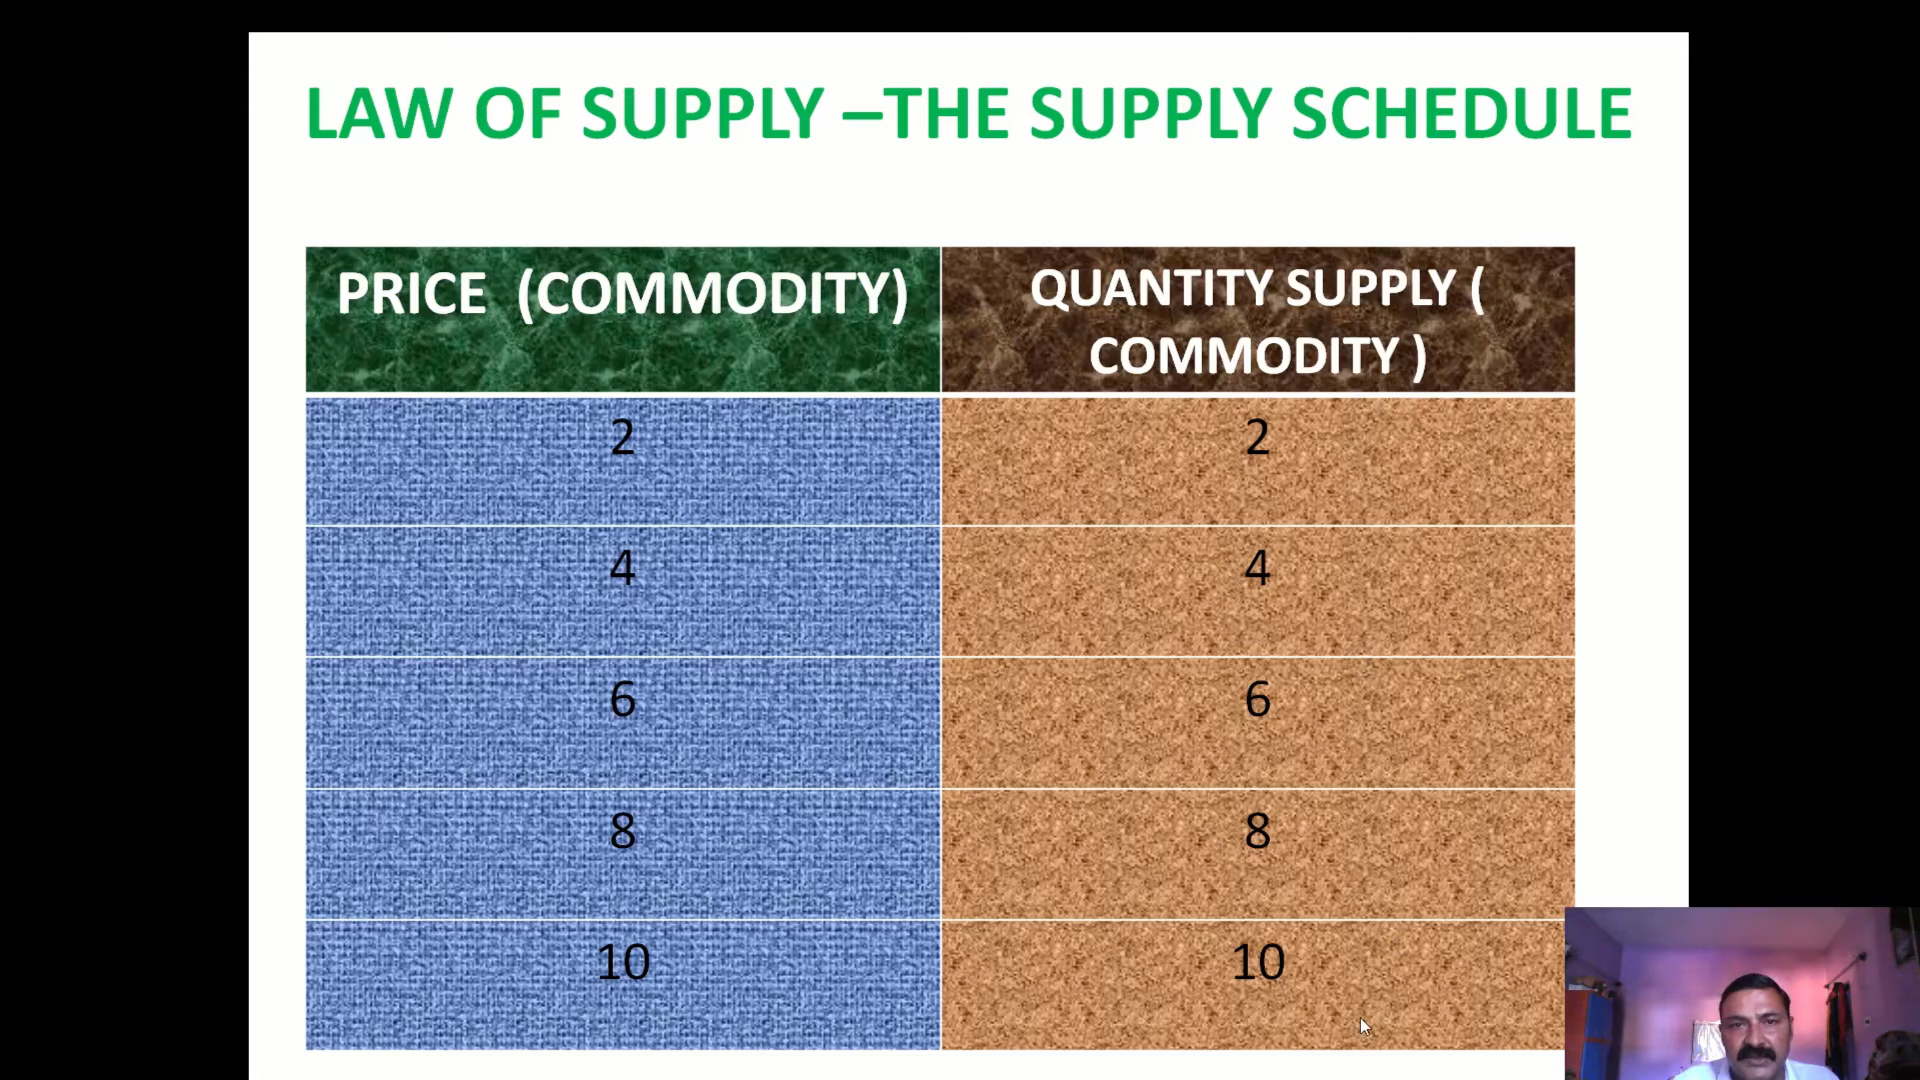 LAW OF SUPPLY –THE SUPPLY SCHEDULE
PRICE (COMMODITY)
QUANTITY SUPPLY (
COMMODITY )
2
2
4
4
6
6
8
8
10
10